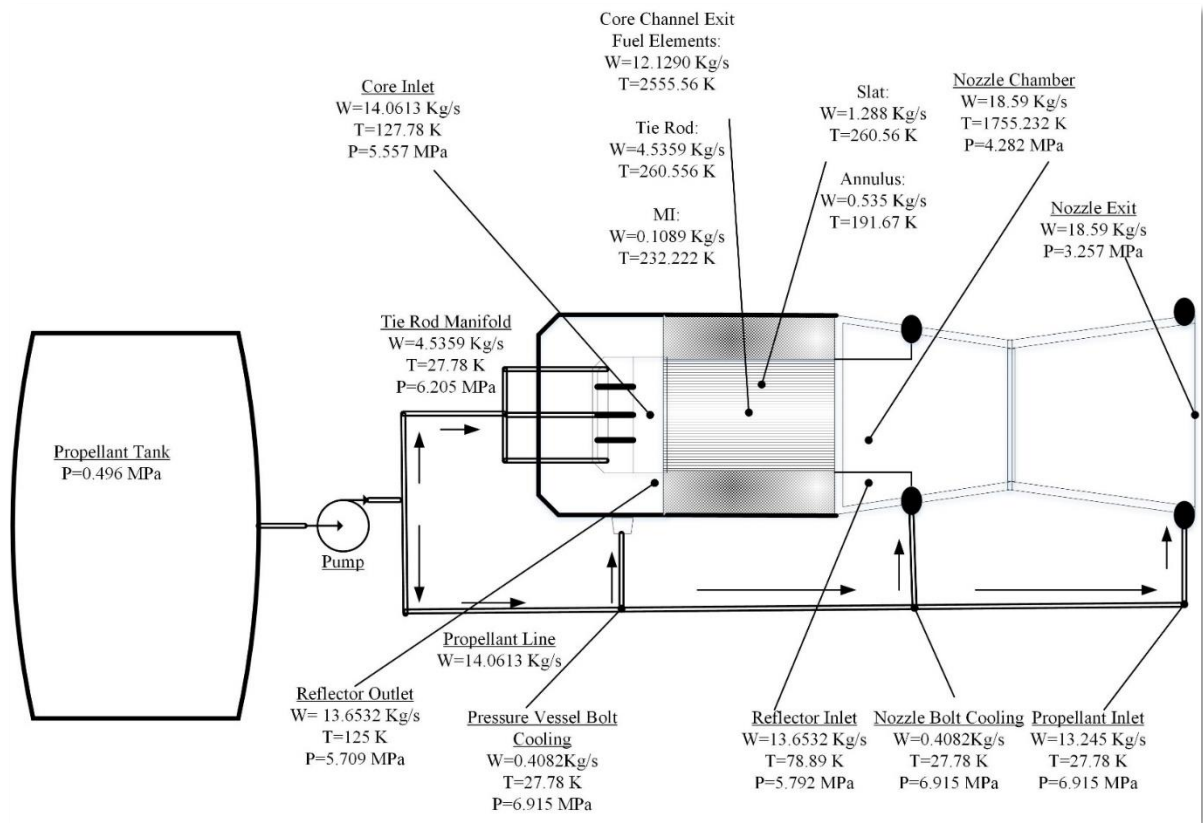 Core Channel Exit
Fuel Elements:
W=12.1290 Kg/s
T=2555.56 K
Core Inlet
W=14.0613 Kg/s
T=127.78 K
P=5.557 MPa
Slat:
W=1.288 Kg/s
T=260.56 K
Nozzle Chamber
W=18.59 Kg/s
T=1755.232 K
P=4.282 MPa
Tie Rod:
W=4.5359 Kg/s
T=260.556 K
Annulus:
W=0.535 Kg/s
T=191.67 K
Nozzle Exit
W=18.59 Kg/s
P=3.257 MPa
MI:
W=0.1089 Kg/s
T=232.222 K
Tie Rod Manifold
W=4.5359 Kg/s
T=27.78 K
P=6.205 MPa
Propellant Tank
P=0.496 MPa
Pump
Propellant Line
W=14.0613 Kg/s
Reflector Outlet
W= 13.6532 Kg/s
T=125 K
P=5.709 MPa
Pressure Vessel Bolt
Cooling
W=0.4082Kg/s
T=27.78 K
P=6.915 MPa
Reflector Inlet
W=13.6532 Kg/s
T=78.89 K
P=5.792 MPa
Nozzle Bolt Cooling
W=0.4082Kg/s
T=27.78 K
P=6.915 MPa
Propellant Inlet
W=13.245 Kg/s
T=27.78 K
P=6.915 MPa